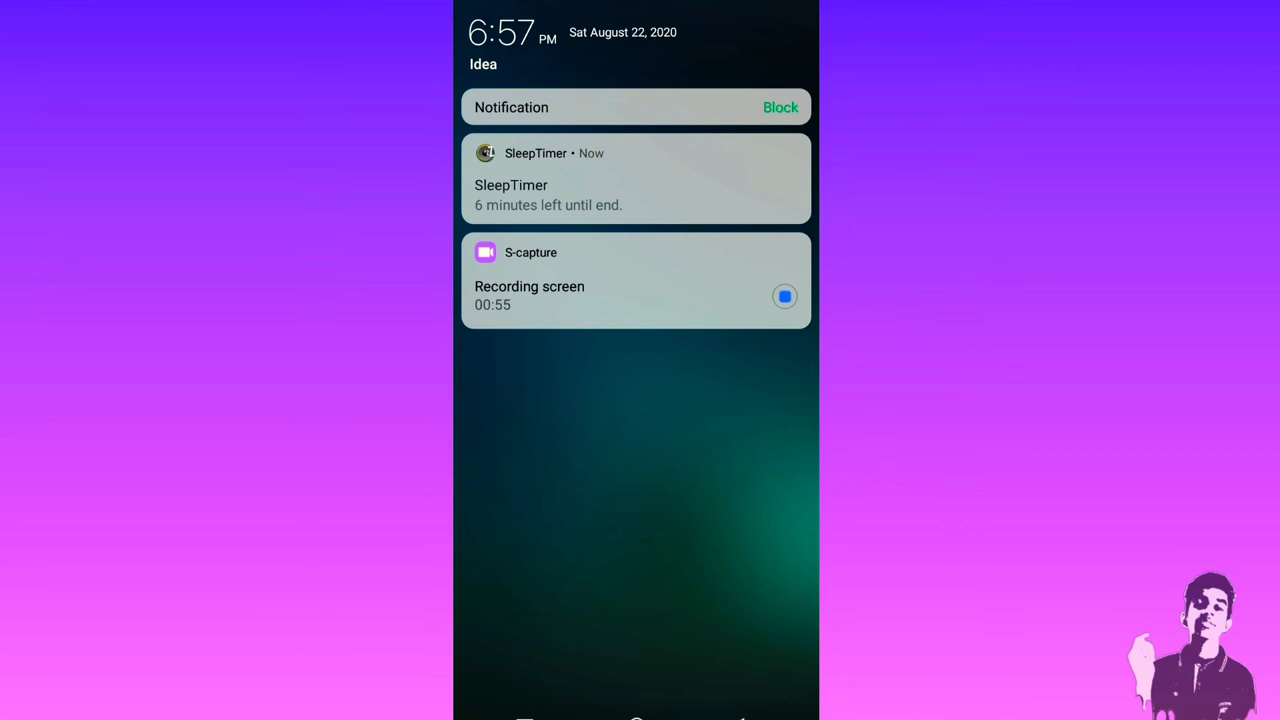 6:57 PM Sat August 22, 2020
Idea
Notification Block
SleepTimer • Now
SleepTimer
6 minutes left until end.
S-capture
Recording screen
00:55